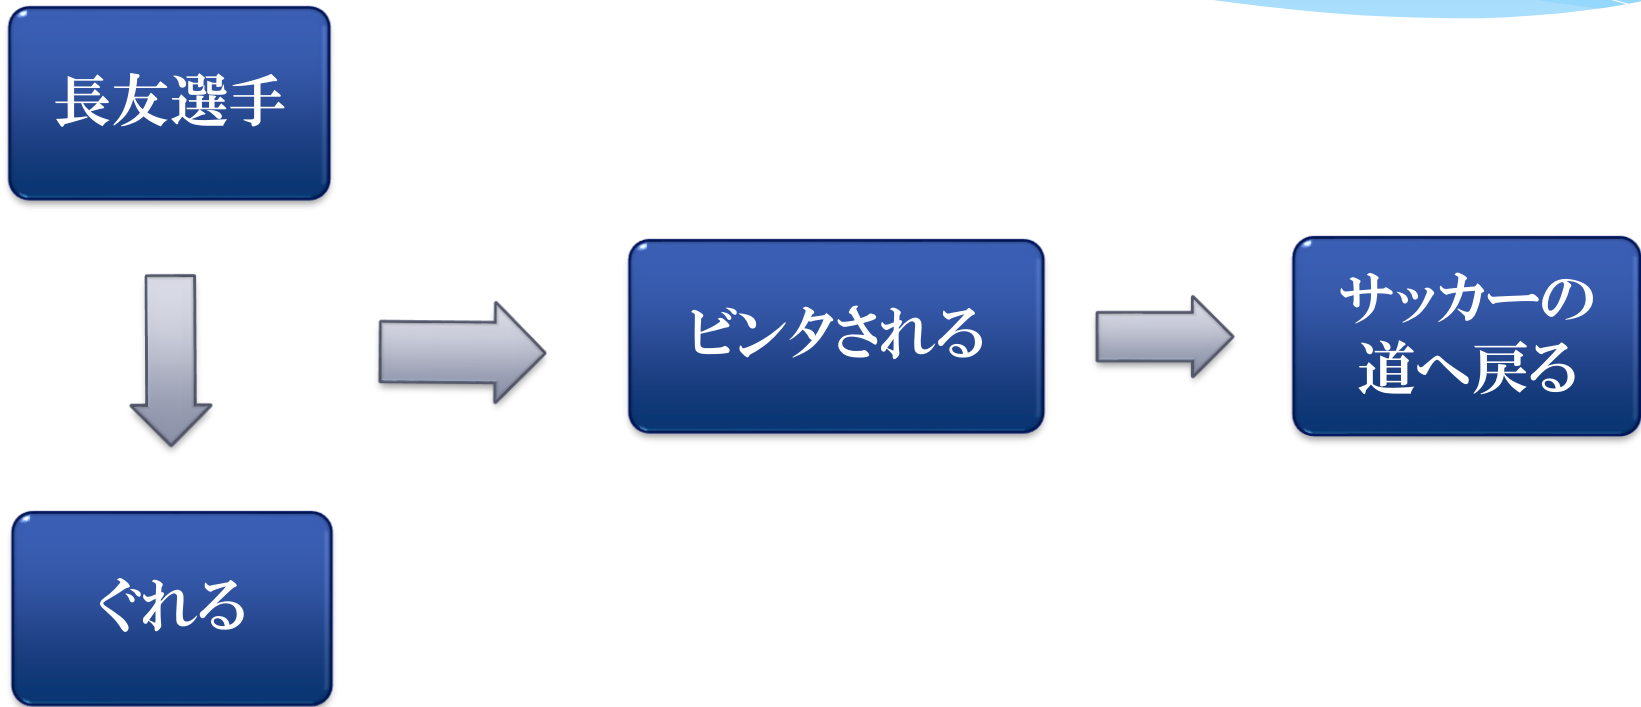 長友選手
ビンタされる
サッカーの
道へ戻る
ぐれる